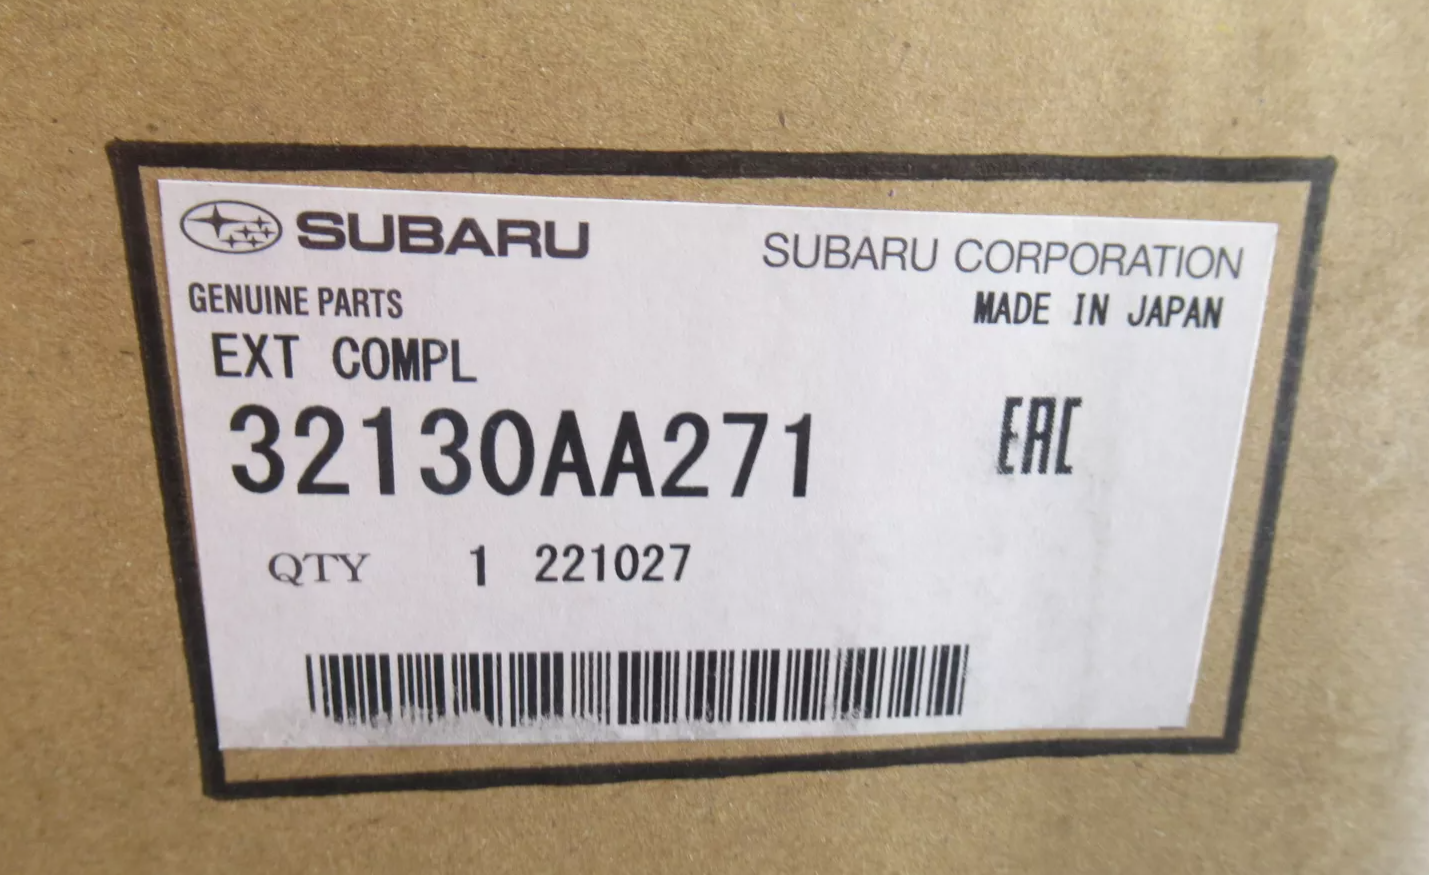 SUBARU
SUBARU CORPORATION
GENUINE PARTS
MADE IN JAPAN
EXT COMPL
32130AA271
EAC
QTY 1 221027